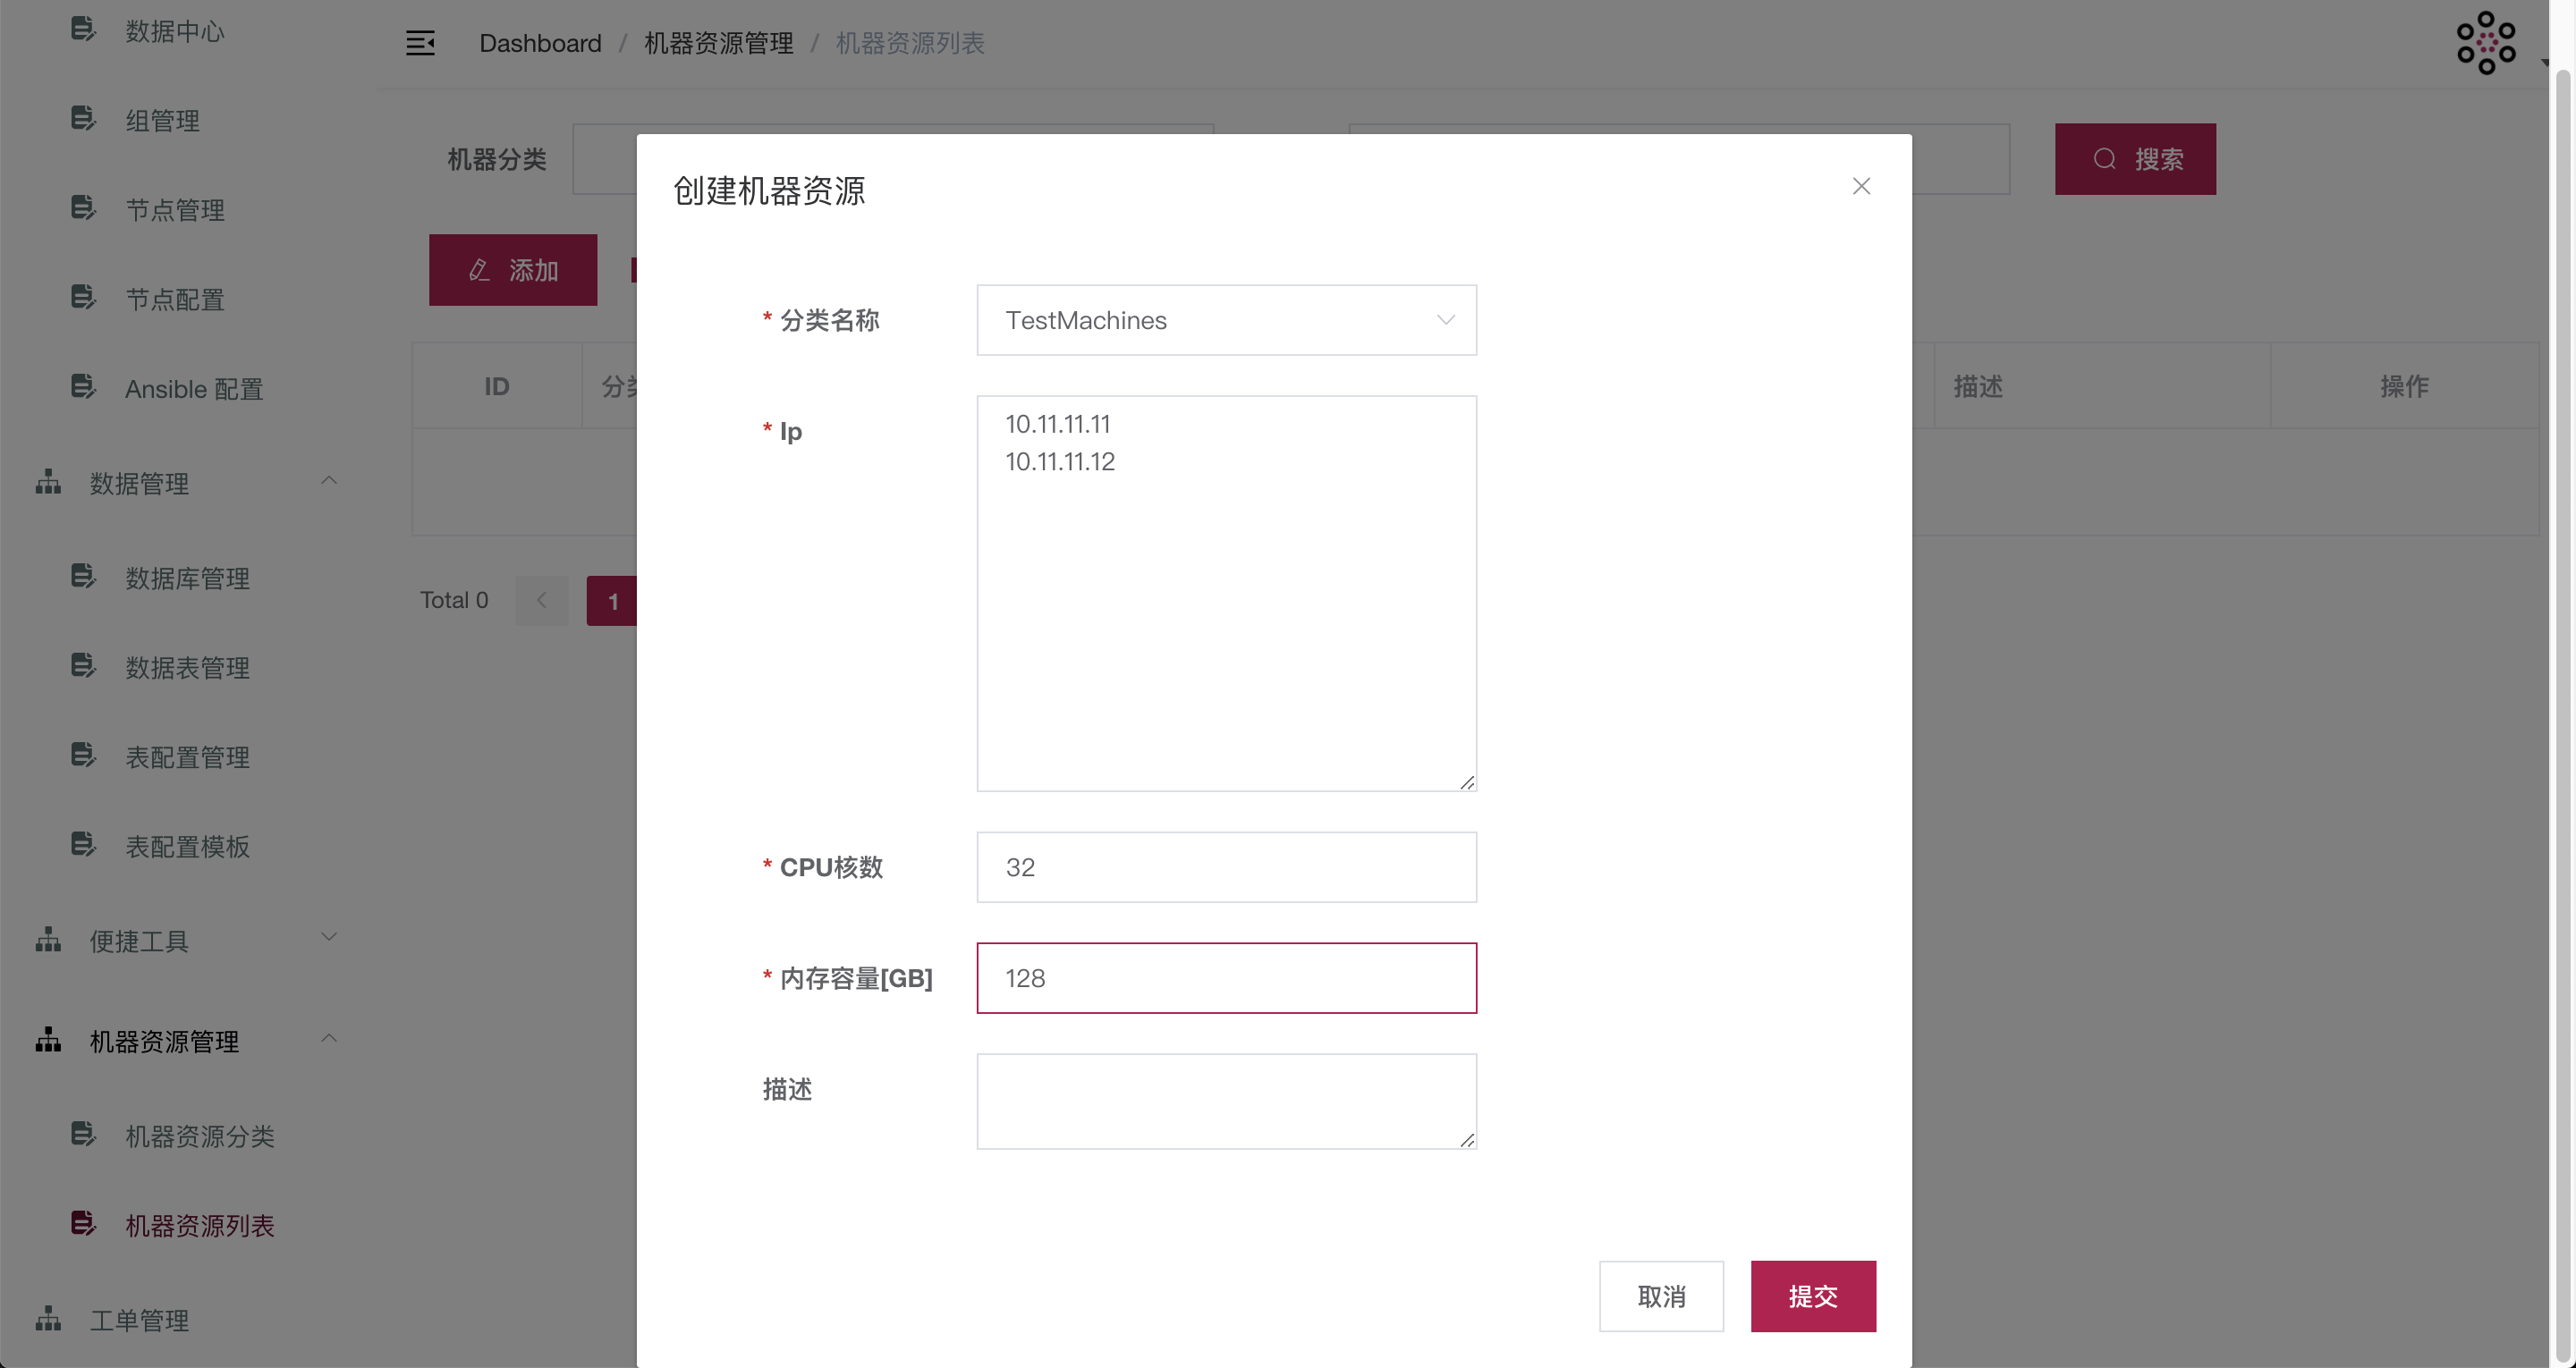 数据中心
组管理
节点管理
节点配置
Ansible 配置
数据管理
数据库管理
数据表管理
表配置管理
表配置模板
便捷工具
机器资源管理
机器资源分类
机器资源列表
工单管理
Dashboard / 机器资源管理 / 机器资源列表
机器分类
搜索
添加
ID
分类
描述
操作
Total 0
1
创建机器资源
* 分类名称
TestMachines
* Ip
10.11.11.11
10.11.11.12
* CPU核数
32
* 内存容量[GB]
128
描述
取消
提交